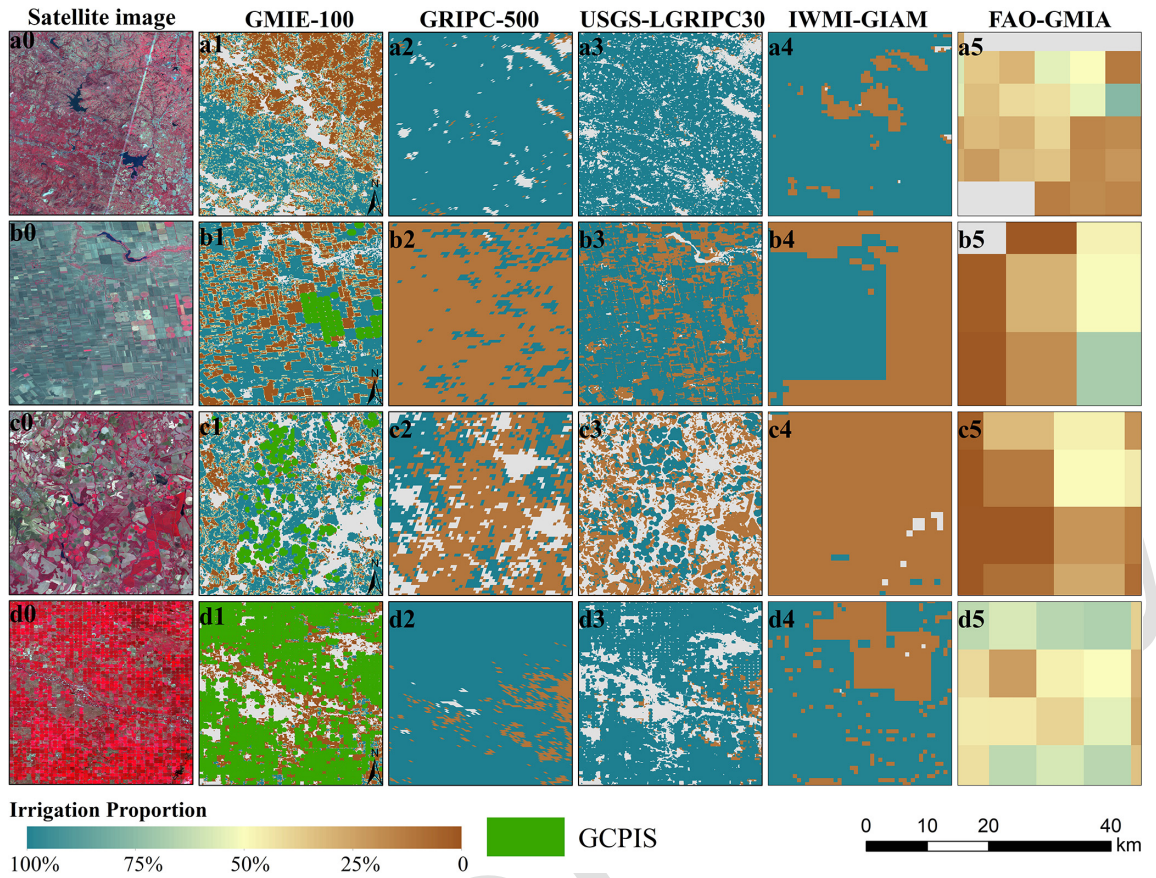 Satellite image GMIE-100 GRIPC-500 USGS-LGRIPC30 IWMI-GIAM FAO-GMIA
a0 a1 a2 a3 a4 a5
N
b0 b1 b2 b3 b4 b5
N
c0 c1 c2 c3 c4 c5
N
d0 d1 d2 d3 d4 d5
N
Irrigation Proportion
100% 75% 50% 25% 0
GCPIS
0 10 20 40
km